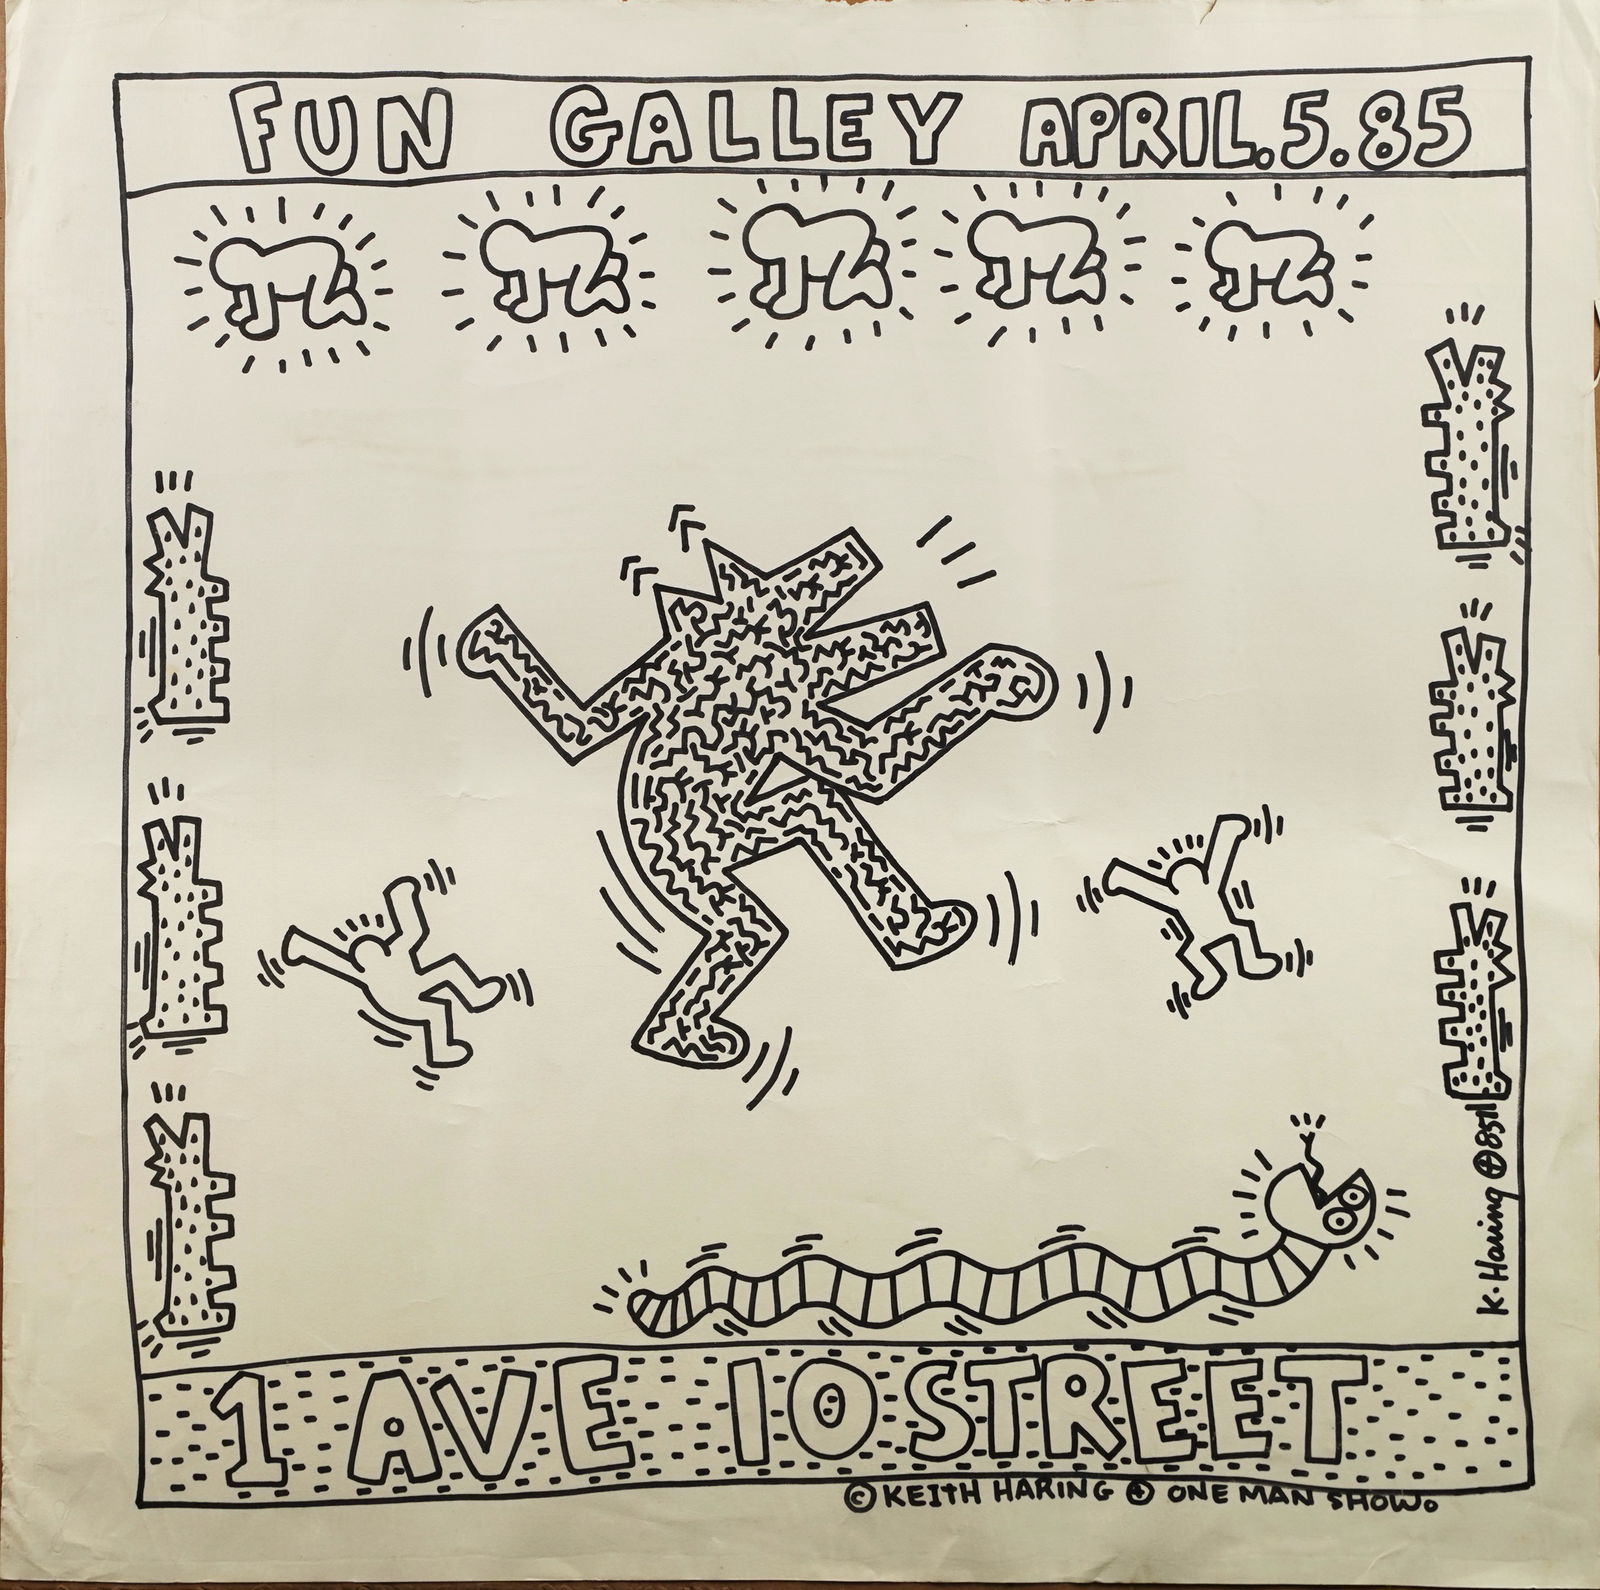 FUN GALLEY APRIL.5.85
K. Haring ⊕ 85
1 AVE 10 STREET
© KEITH HARING ⊕ ONE MAN SHOW.